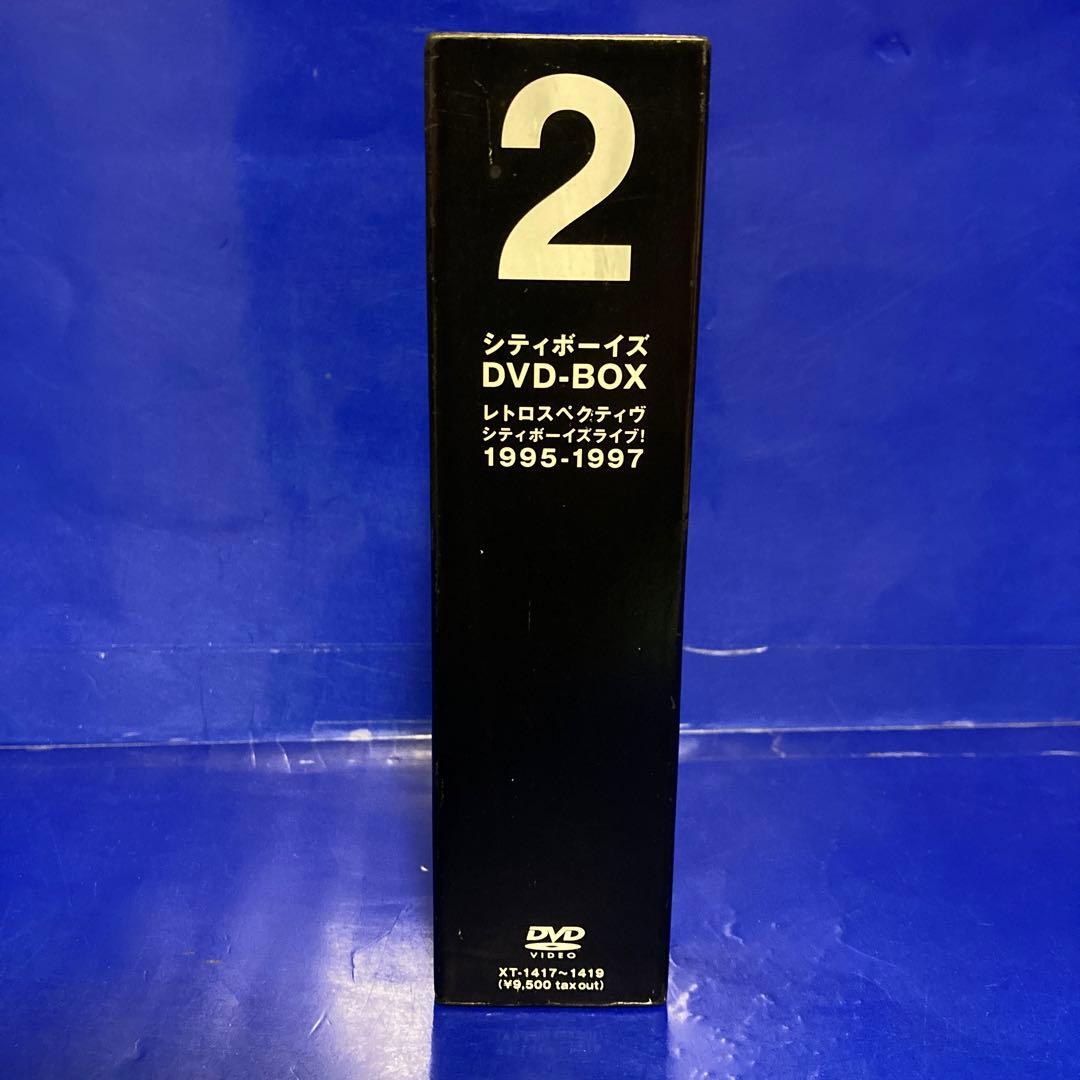 2
シティボーイズ
DVD-BOX
レトロスペクティヴ
シティボーイズライブ!
1995-1997
DVD
VIDEO
XT-1417〜1419
(¥9,500 tax out)